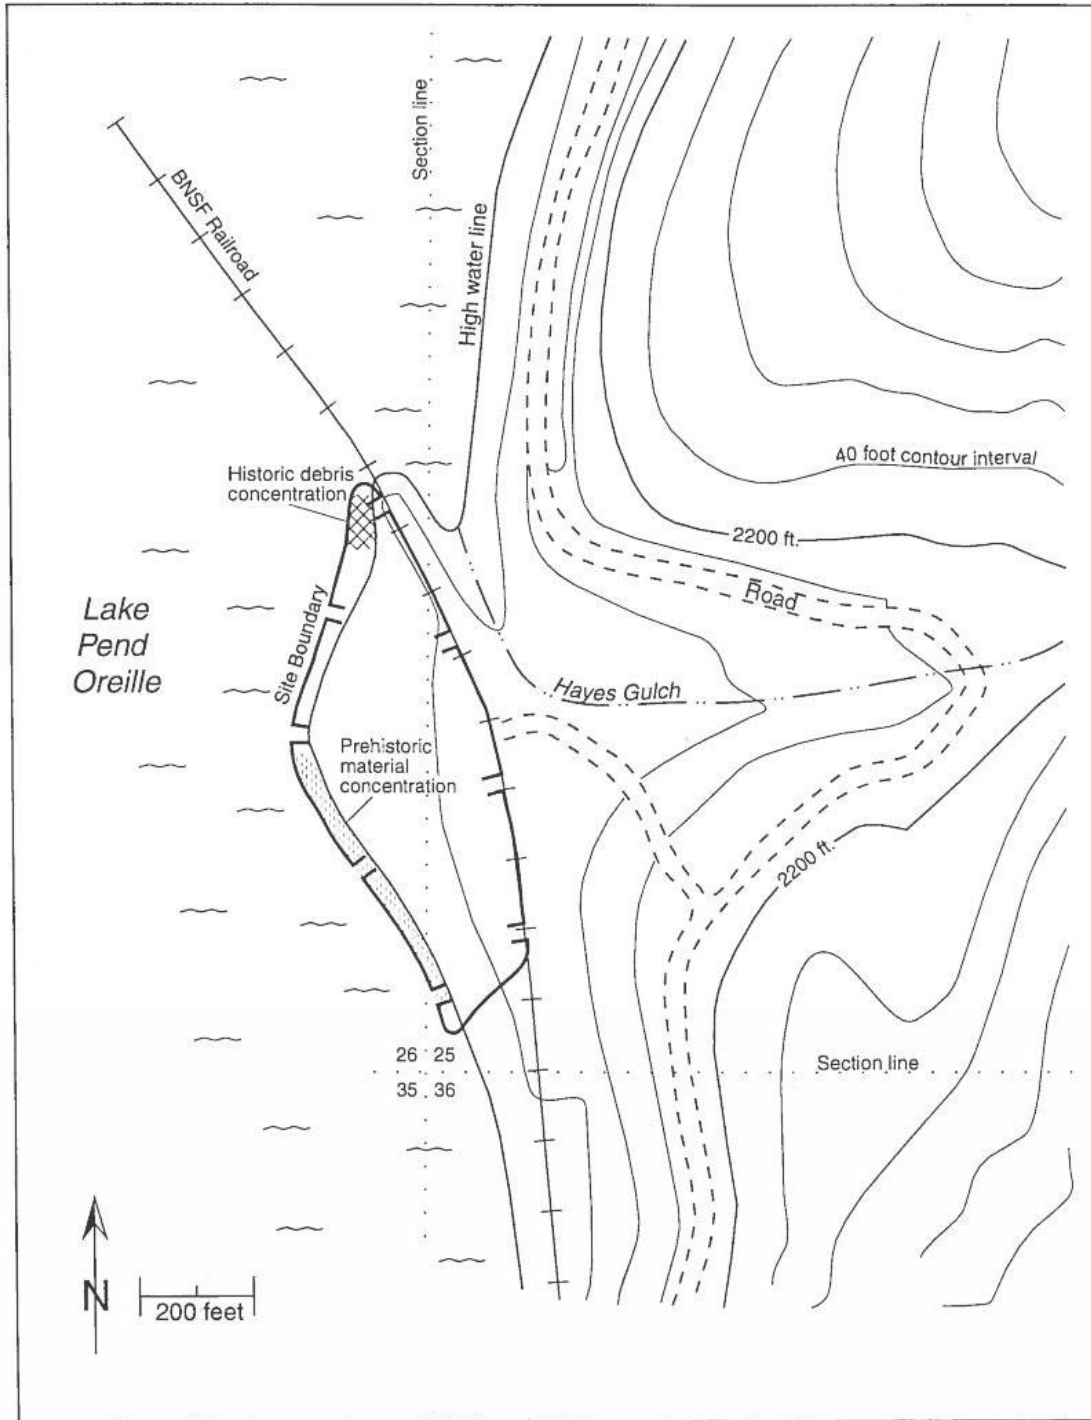 Section line
BNSF Railroad
High water line
Historic debris
concentration
40 foot contour interval
2200 ft.
Road
Lake
Pend
Oreille
Site Boundary
Hayes Gulch
Prehistoric
material
concentration
2200 ft.
26 25
35 36
Section line
N
200 feet